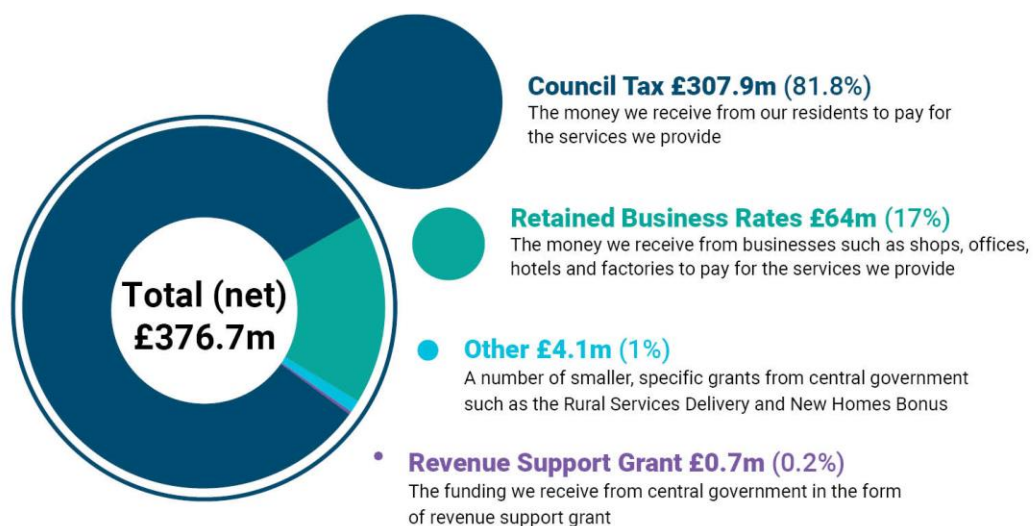 Council Tax £307.9m (81.8%)
The money we receive from our residents to pay for
the services we provide
Retained Business Rates £64m (17%)
The money we receive from businesses such as shops, offices,
hotels and factories to pay for the services we provide
Total (net)
£376.7m
Other £4.1m (1%)
A number of smaller, specific grants from central government
such as the Rural Services Delivery and New Homes Bonus
Revenue Support Grant £0.7m (0.2%)
The funding we receive from central government in the form
of revenue support grant